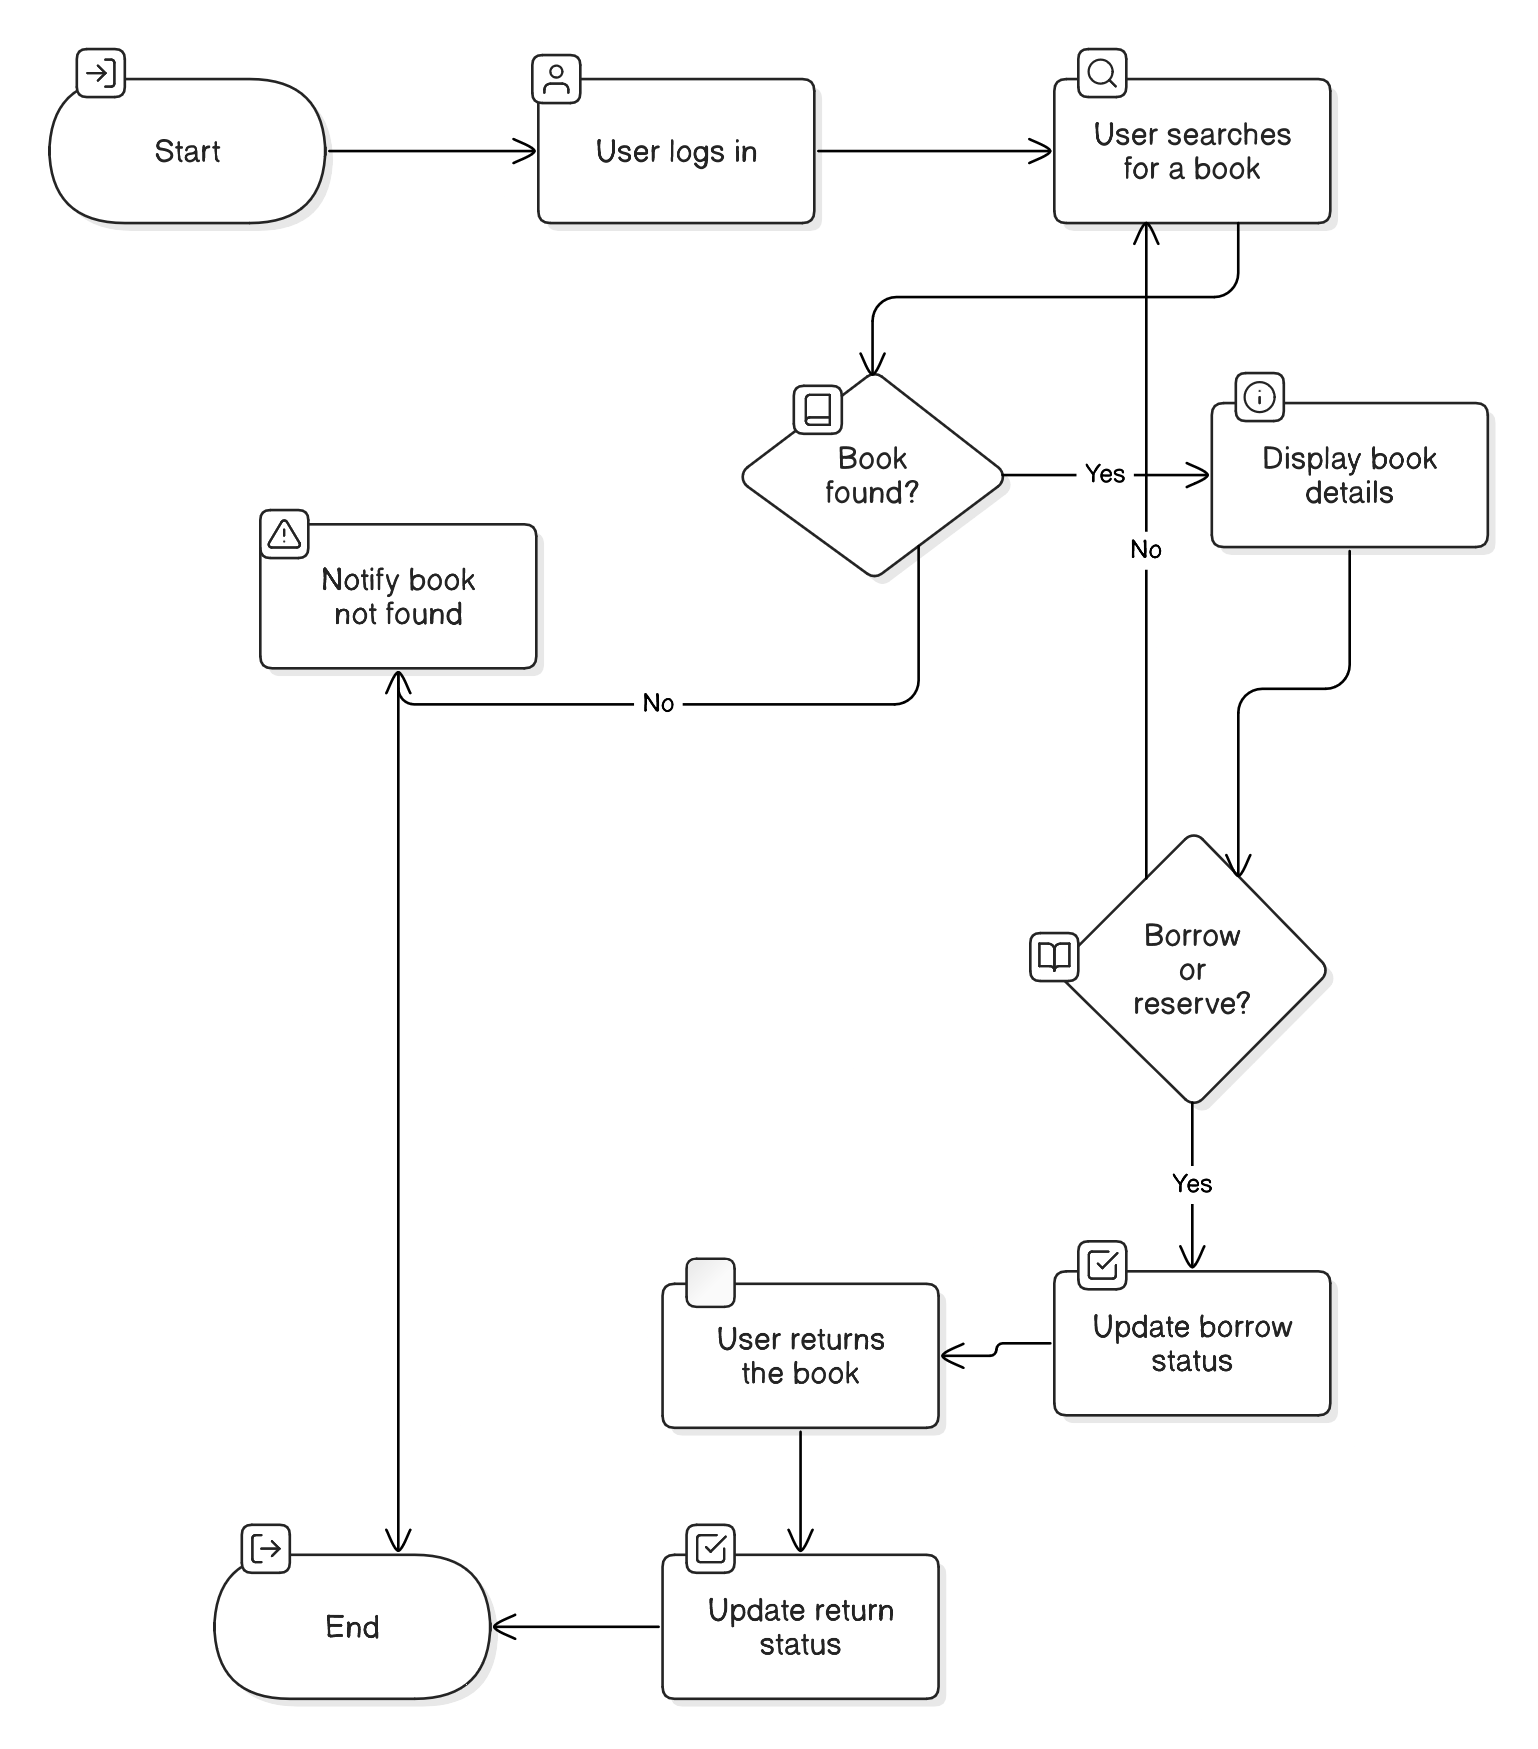 Start
User logs in
User searches
for a book
Book
found?
Yes
Display book
details
No
Notify book
not found
No
Borrow
or
reserve?
Yes
Update borrow
status
User returns
the book
Update return
status
End